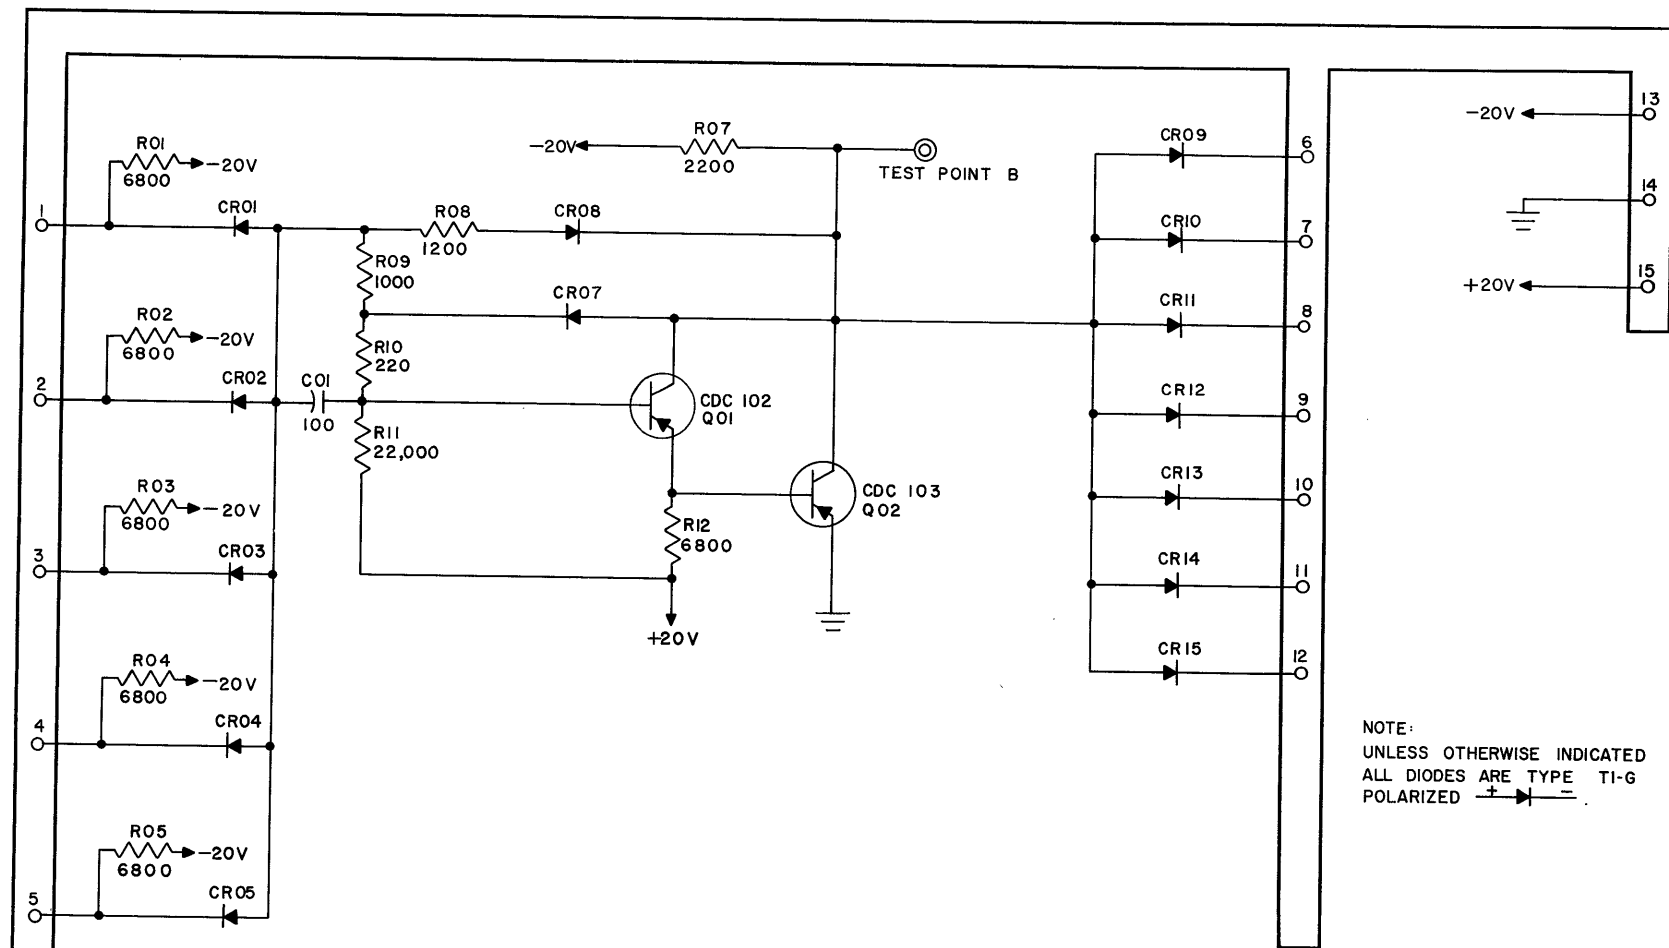 R01
6800
-20V
1
CR01
R02
6800
-20V
2
CR02
R03
6800
-20V
3
CR03
R04
6800
-20V
4
CR04
R05
6800
-20V
5
CR05
C01
100
R08
1200
CR08
R09
1000
CR07
R10
220
R11
22,000
-20V
R07
2200
TEST POINT B
CDC 102
Q01
CDC 103
Q02
R12
6800
+20V
CR09
6
CR10
7
CR11
8
CR12
9
CR13
10
CR14
11
CR15
12
-20V
13
14
+20V
15
NOTE:
UNLESS OTHERWISE INDICATED
ALL DIODES ARE TYPE TI-G
POLARIZED + -